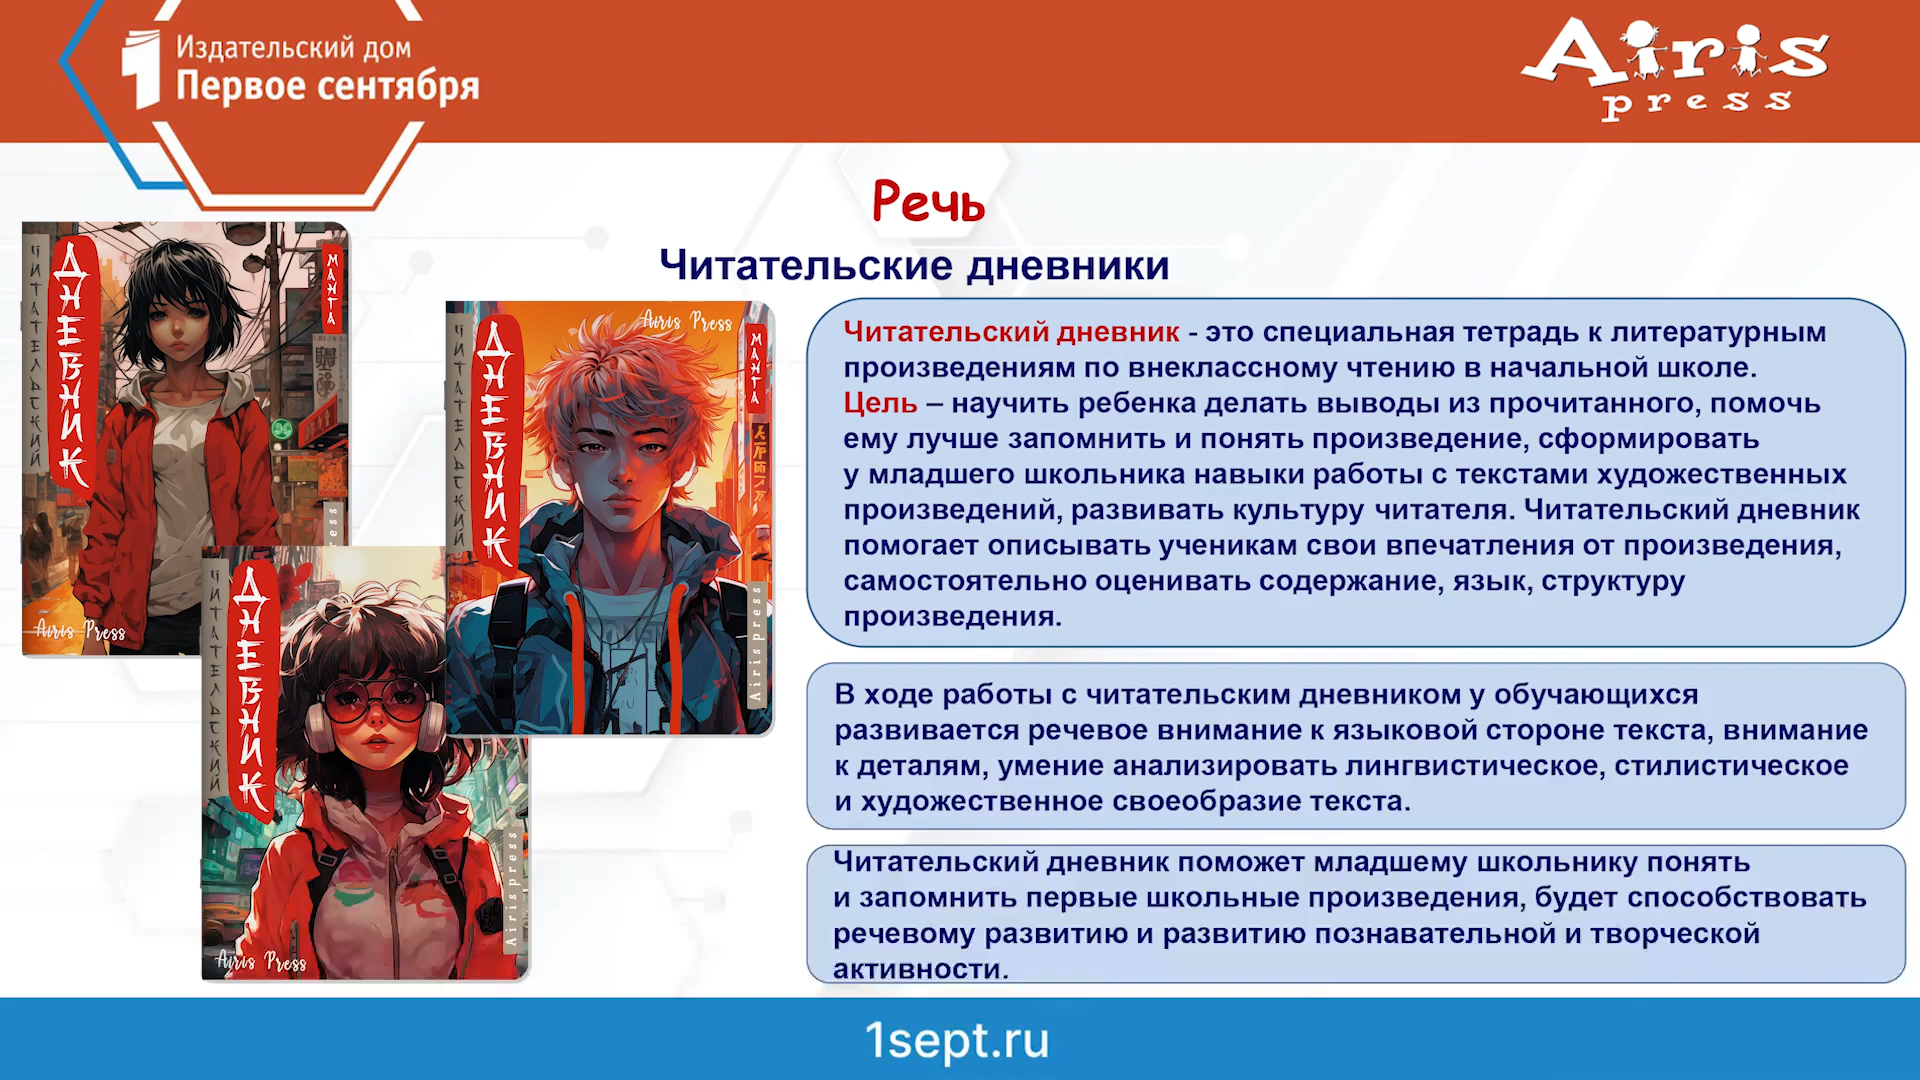 Издательский дом
Первое сентября
Airis
press
Речь
Читательские дневники
ЧИТАТЕЛЬСКИЙ
ДНЕВНИК
МАНГА
Airis Press
ress
ЧИТАТЕЛЬСКИЙ
ДНЕВНИК
МАНГА
Airis Press
Airis press
ЧИТАТЕЛЬСКИЙ
ДНЕВНИК
Airis Press
Airis press
Читательский дневник - это специальная тетрадь к литературным
произведениям по внеклассному чтению в начальной школе.
Цель – научить ребенка делать выводы из прочитанного, помочь
ему лучше запомнить и понять произведение, сформировать
у младшего школьника навыки работы с текстами художественных
произведений, развивать культуру читателя. Читательский дневник
помогает описывать ученикам свои впечатления от произведения,
самостоятельно оценивать содержание, язык, структуру
произведения.
В ходе работы с читательским дневником у обучающихся
развивается речевое внимание к языковой стороне текста, внимание
к деталям, умение анализировать лингвистическое, стилистическое
и художественное своеобразие текста.
Читательский дневник поможет младшему школьнику понять
и запомнить первые школьные произведения, будет способствовать
речевому развитию и развитию познавательной и творческой
активности.
1sept.ru